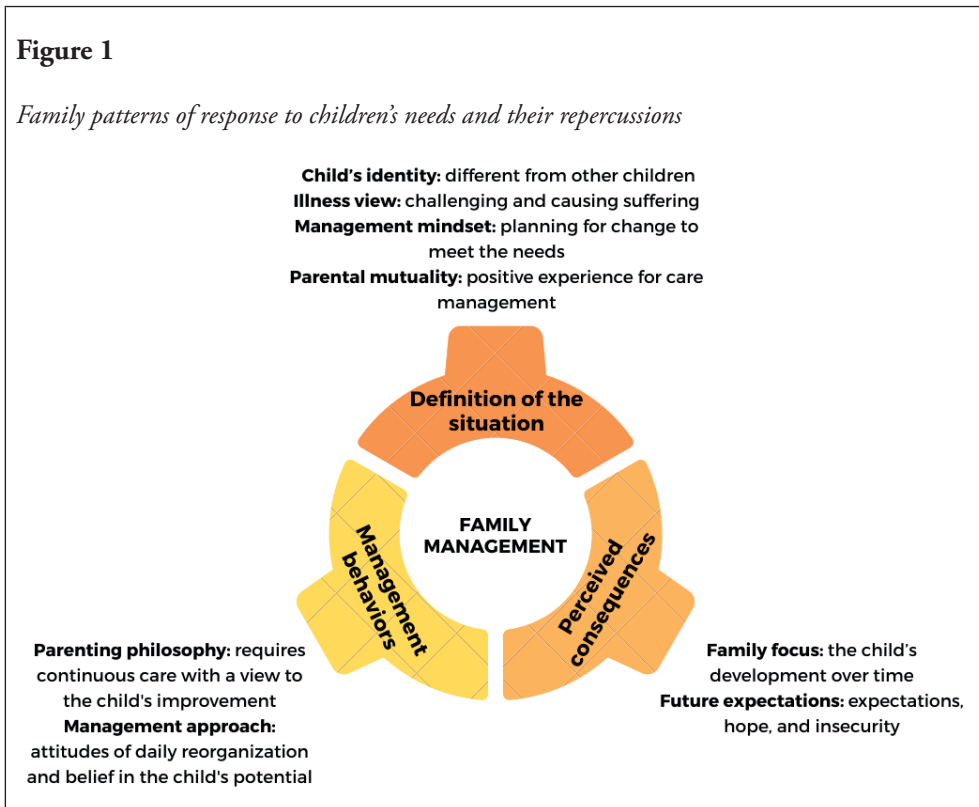 Figure 1
Family patterns of response to children’s needs and their repercussions
Child’s identity: different from other children
Illness view: challenging and causing suffering
Management mindset: planning for change to
meet the needs
Parental mutuality: positive experience for care
management
Definition of the
situation
FAMILY
MANAGEMENT
Management
behaviors
Perceived
consequences
Parenting philosophy: requires
continuous care with a view to
the child's improvement
Management approach:
attitudes of daily reorganization
and belief in the child's potential
Family focus: the child’s
development over time
Future expectations: expectations,
hope, and insecurity